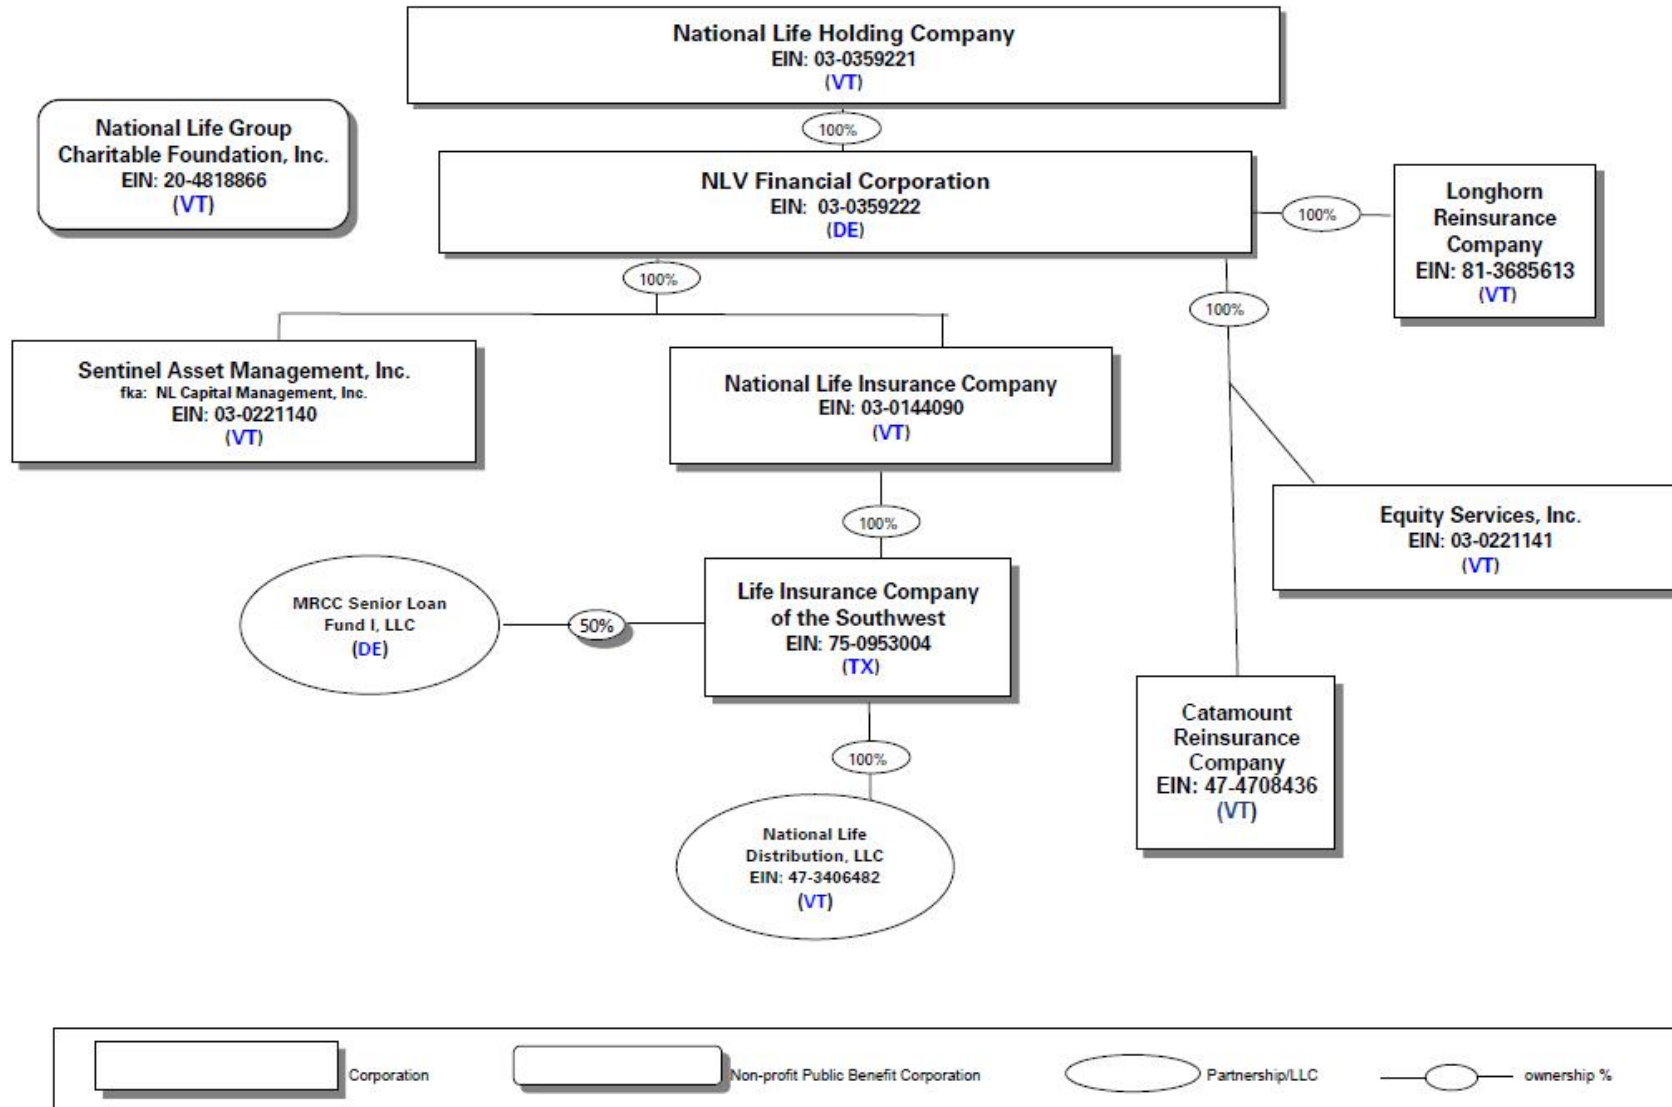 National Life Holding Company
EIN: 03-0359221
(VT)
100%
National Life Group
Charitable Foundation, Inc.
EIN: 20-4818866
(VT)
NLV Financial Corporation
EIN: 03-0359222
(DE)
100%
Longhorn
Reinsurance
Company
EIN: 81-3685613
(VT)
100%
100%
Sentinel Asset Management, Inc.
fka: NL Capital Management, Inc.
EIN: 03-0221140
(VT)
National Life Insurance Company
EIN: 03-0144090
(VT)
100%
Equity Services, Inc.
EIN: 03-0221141
(VT)
MRCC Senior Loan
Fund I, LLC
(DE)
50%
Life Insurance Company
of the Southwest
EIN: 75-0953004
(TX)
Catamount
Reinsurance
Company
EIN: 47-4708436
(VT)
100%
National Life
Distribution, LLC
EIN: 47-3406482
(VT)
Corporation
Non-profit Public Benefit Corporation
Partnership/LLC
ownership %